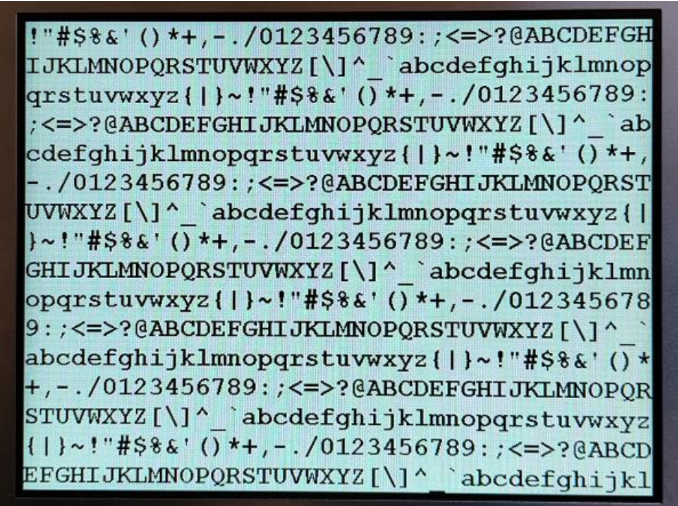 !"#$%&'()*+,-./0123456789:;<=>?@ABCDEFGH
IJKLMNOPQRSTUVWXYZ[\]^_`abcdefghijklmnop
qrstuvwxyz{|}~!"#$%&'()*+,-./0123456789:
;<=>?@ABCDEFGHIJKLMNOPQRSTUVWXYZ[\]^_`ab
cdefghijklmnopqrstuvwxyz{|}~!"#$%&'()*+,
-./0123456789:;<=>?@ABCDEFGHIJKLMNOPQRST
UVWXYZ[\]^_`abcdefghijklmnopqrstuvwxyz{|
}~!"#$%&'()*+,-./0123456789:;<=>?@ABCDEF
GHIJKLMNOPQRSTUVWXYZ[\]^_`abcdefghijklmn
opqrstuvwxyz{|}~!"#$%&'()*+,-./012345678
9:;<=>?@ABCDEFGHIJKLMNOPQRSTUVWXYZ[\]^_`
abcdefghijklmnopqrstuvwxyz{|}~!"#$%&'()*
+,-./0123456789:;<=>?@ABCDEFGHIJKLMNOPQR
STUVWXYZ[\]^_`abcdefghijklmnopqrstuvwxyz
{|}~!"#$%&'()*+,-./0123456789:;<=>?@ABCD
EFGHIJKLMNOPQRSTUVWXYZ[\]^_`abcdefghijkl